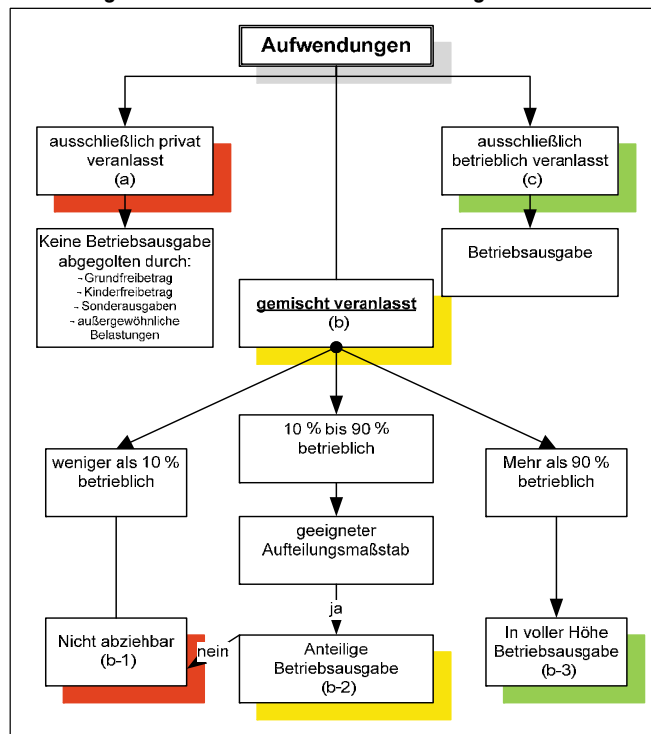 Aufwendungen
ausschließlich privat
veranlasst
(a)
ausschließlich
betrieblich veranlasst
(c)
Keine Betriebsausgabe
abgegolten durch:
- Grundfreibetrag
- Kinderfreibetrag
- Sonderausgaben
- außergewöhnliche
Belastungen
Betriebsausgabe
gemischt veranlasst
(b)
weniger als 10 %
betrieblich
10 % bis 90 %
betrieblich
Mehr als 90 %
betrieblich
geeigneter
Aufteilungsmaßstab
ja
nein
Nicht abziehbar
(b-1)
Anteilige
Betriebsausgabe
(b-2)
In voller Höhe
Betriebsausgabe
(b-3)